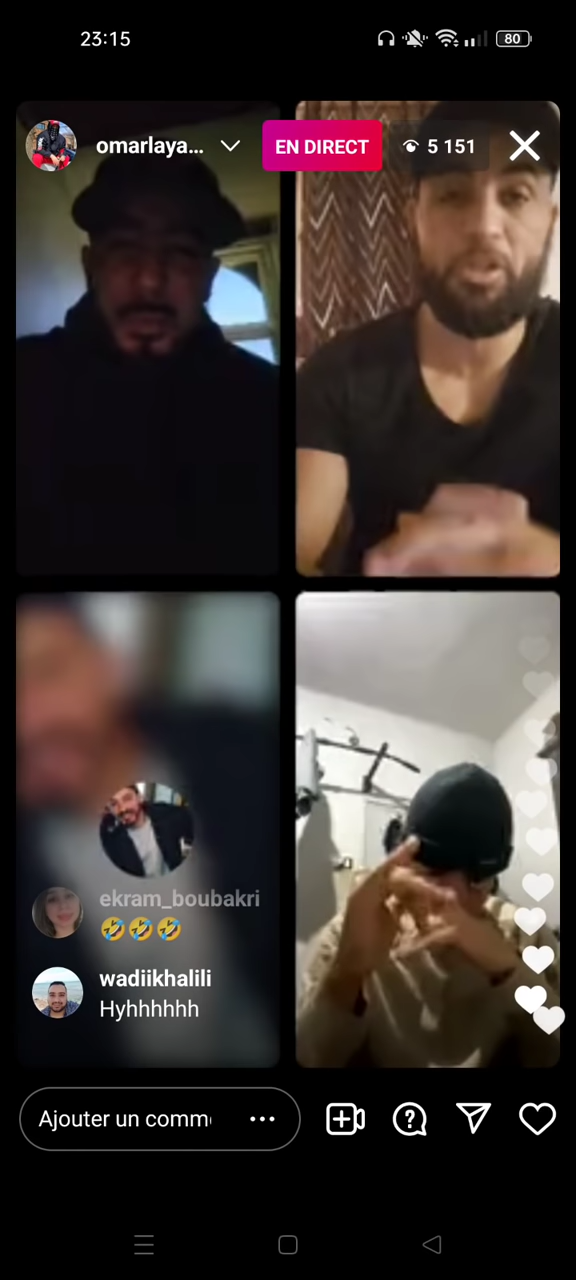 23:15
80
omarlaya...
EN DIRECT
5 151
ekram_boubakri
🤣🤣🤣
wadiikhalili
Hyhhhhhh
Ajouter un comm